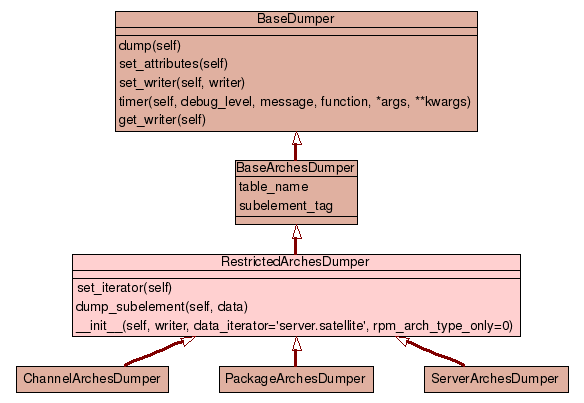 BaseDumper
dump(self)
set_attributes(self)
set_writer(self, writer)
timer(self, debug_level, message, function, *args, **kwargs)
get_writer(self)
BaseArchesDumper
table_name
subelement_tag
RestrictedArchesDumper
set_iterator(self)
dump_subelement(self, data)
__init__(self, writer, data_iterator='server.satellite', rpm_arch_type_only=0)
ChannelArchesDumper
PackageArchesDumper
ServerArchesDumper